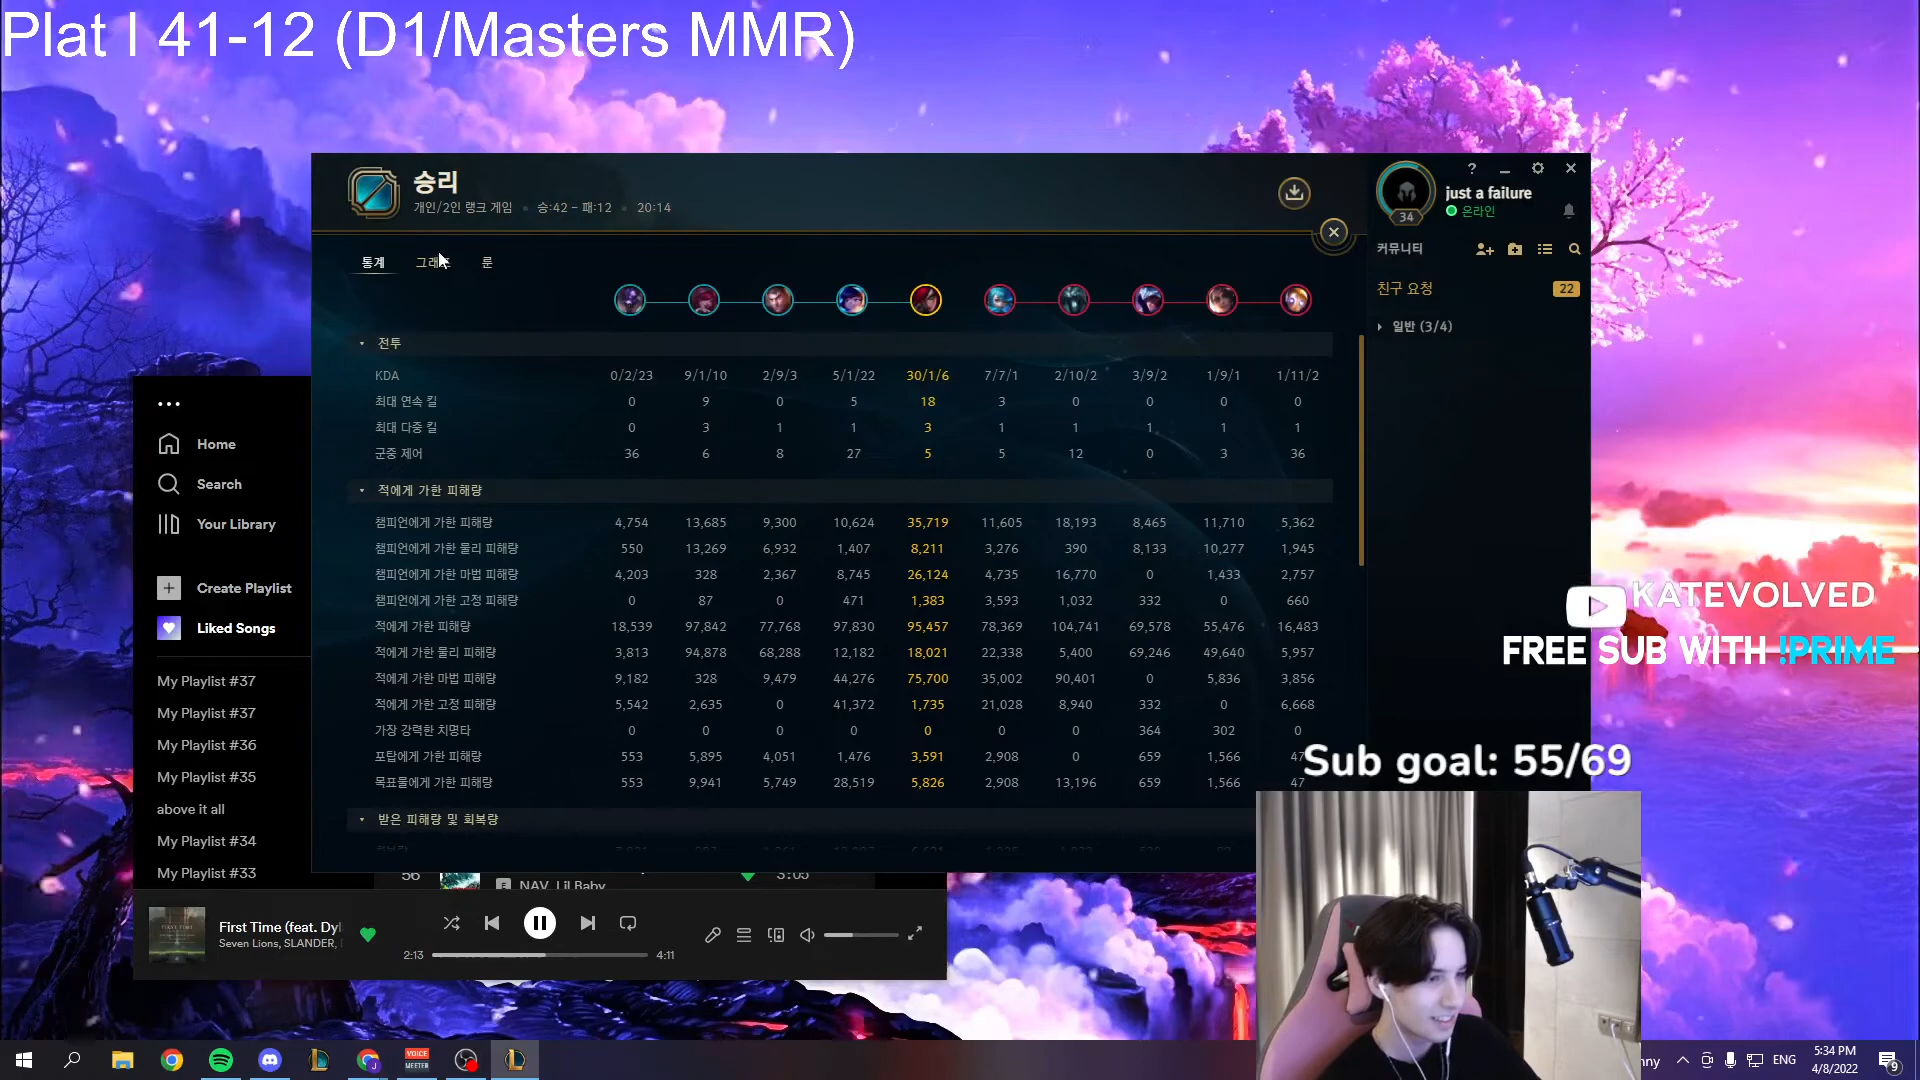 Plat I 41-12 (D1/Masters MMR)
승리
개인/2인 랭크 게임 • 승:42 - 패:12 • 20:14
통계
룬
전투
KDA 0/2/23 9/1/10 2/9/3 5/1/22 30/1/6 7/7/1 2/10/2 3/9/2 1/9/1 1/11/2
최대 연속 킬 0 9 0 5 18 3 0 0 0 0
최대 다중 킬 0 3 1 1 3 1 1 1 1 1
군중 제어 36 6 8 27 5 5 12 0 3 36
적에게 가한 피해량
챔피언에게 가한 피해량 4,754 13,685 9,300 10,624 35,719 11,605 18,193 8,465 11,710 5,362
챔피언에게 가한 물리 피해량 550 13,269 6,932 1,407 8,211 3,276 390 8,133 10,277 1,945
챔피언에게 가한 마법 피해량 4,203 328 2,367 8,745 26,124 4,735 16,770 0 1,433 2,757
챔피언에게 가한 고정 피해량 0 87 0 471 1,383 3,593 1,032 332 0 660
적에게 가한 피해량 18,539 97,842 77,768 97,830 95,457 78,369 104,741 69,578 55,476 16,483
적에게 가한 물리 피해량 3,813 94,878 68,288 12,182 18,021 22,338 5,400 69,246 49,640 5,957
적에게 가한 마법 피해량 9,182 328 9,479 44,276 75,700 35,002 90,401 0 5,836 3,856
적에게 가한 고정 피해량 5,542 2,635 0 41,372 1,735 21,028 8,940 332 0 6,668
가장 강력한 치명타 0 0 0 0 0 0 0 364 302 0
포탑에게 가한 피해량 553 5,895 4,051 1,476 3,591 2,908 0 659 1,566 47
목표물에게 가한 피해량 553 9,941 5,749 28,519 5,826 2,908 13,196 659 1,566 47
받은 피해량 및 회복량
just a failure
34
온라인
커뮤니티
친구 요청 22
일반 (3/4)
Home
Search
Your Library
Create Playlist
Liked Songs
My Playlist #37
My Playlist #37
My Playlist #36
My Playlist #35
above it all
My Playlist #34
My Playlist #33
56
NAV, Lil Baby
3:05
First Time (feat. Dyl
Seven Lions, SLANDER,
2:13
4:11
KATEVOLVED
FREE SUB WITH !PRIME
Sub goal: 55/69
VOICE
MEETER
ENG
5:34 PM
4/8/2022
9